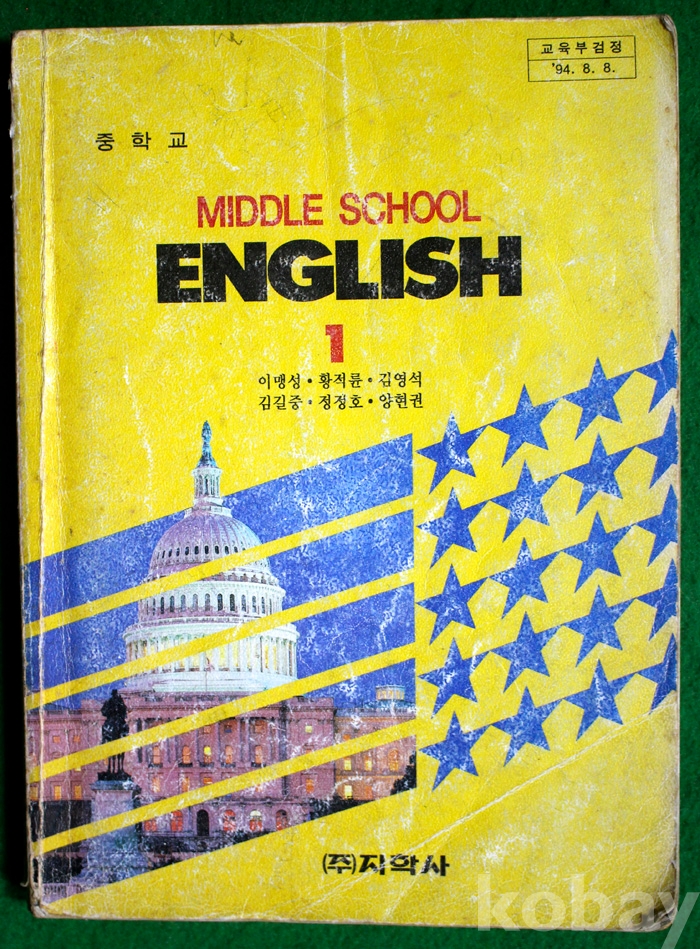 교육부검정
'94. 8. 8.
중학교
MIDDLE SCHOOL
ENGLISH
1
이맹성·황적륜·김영석
김길중·정정호·양현권
(주)지학사
kobay